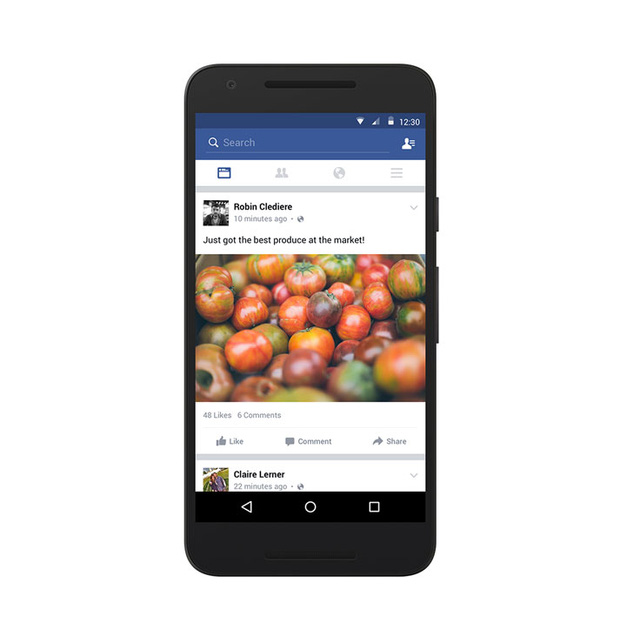 12:30
Search
Robin Clediere
10 minutes ago •
Just got the best produce at the market!
48 Likes 6 Comments
Like Comment Share
Claire Lerner
22 minutes ago •